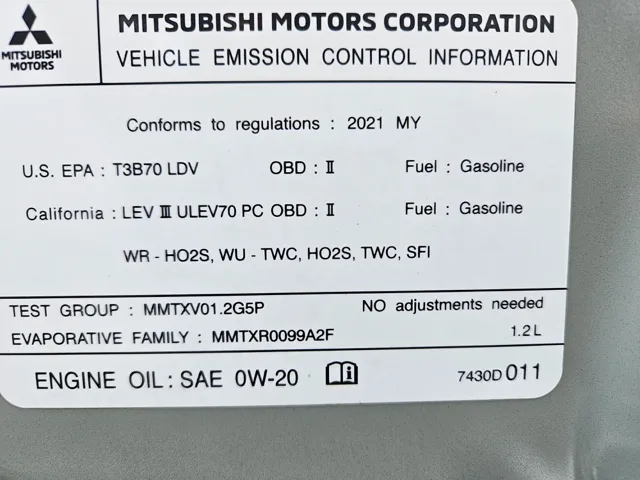 MITSUBISHI MOTORS CORPORATION
MITSUBISHI
MOTORS
VEHICLE EMISSION CONTROL INFORMATION
Conforms to regulations : 2021 MY
U.S. EPA : T3B70 LDV OBD : Ⅱ Fuel : Gasoline
California : LEV Ⅲ ULEV70 PC OBD : Ⅱ Fuel : Gasoline
WR - HO2S, WU - TWC, HO2S, TWC, SFI
TEST GROUP : MMTXV01.2G5P NO adjustments needed
EVAPORATIVE FAMILY : MMTXR0099A2F 1.2 L
ENGINE OIL : SAE 0W-20 7430D 011